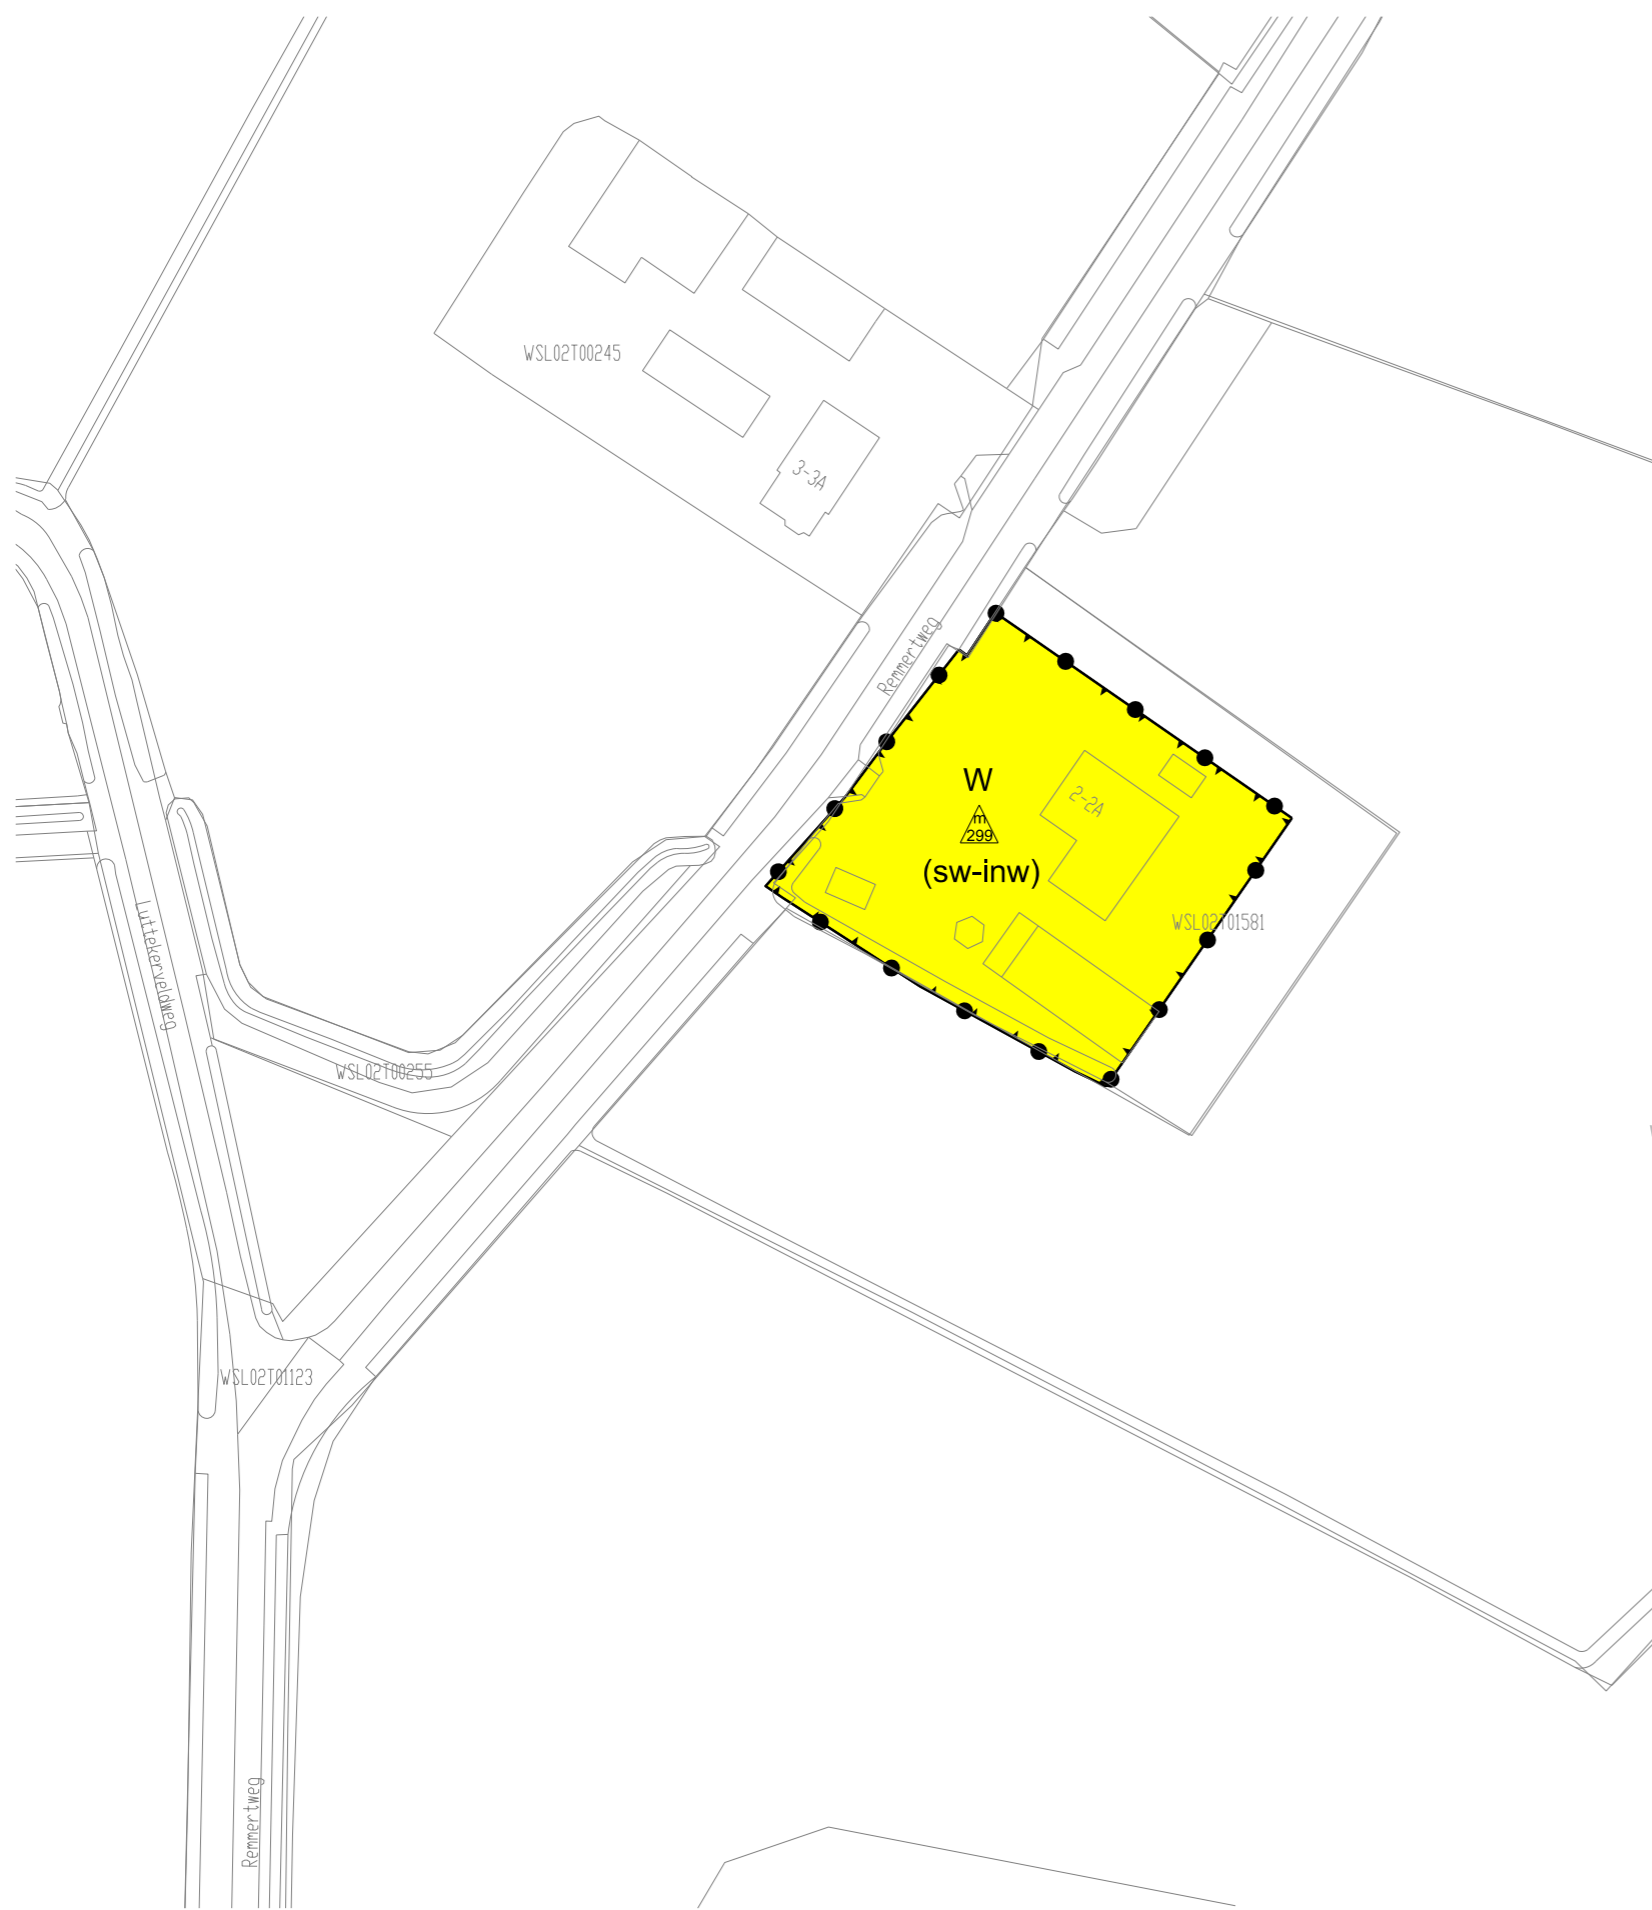 WSL02T00245
3-3A
Remmertweg
W
2-2A
m
299
(sw-inw)
WSL02T01581
Luttekerveldweg
WSL02T00255
WSL02T01123
Remmertweg